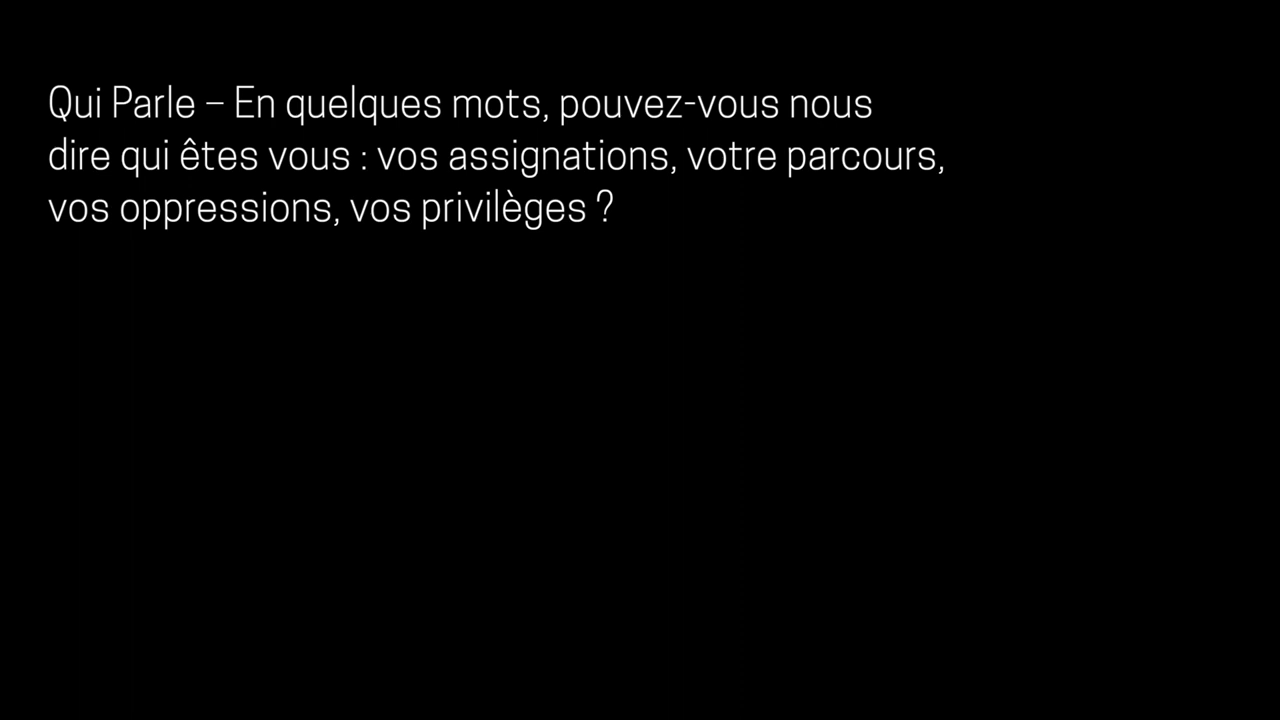 Qui Parle – En quelques mots, pouvez-vous nous
dire qui êtes vous : vos assignations, votre parcours,
vos oppressions, vos privilèges ?